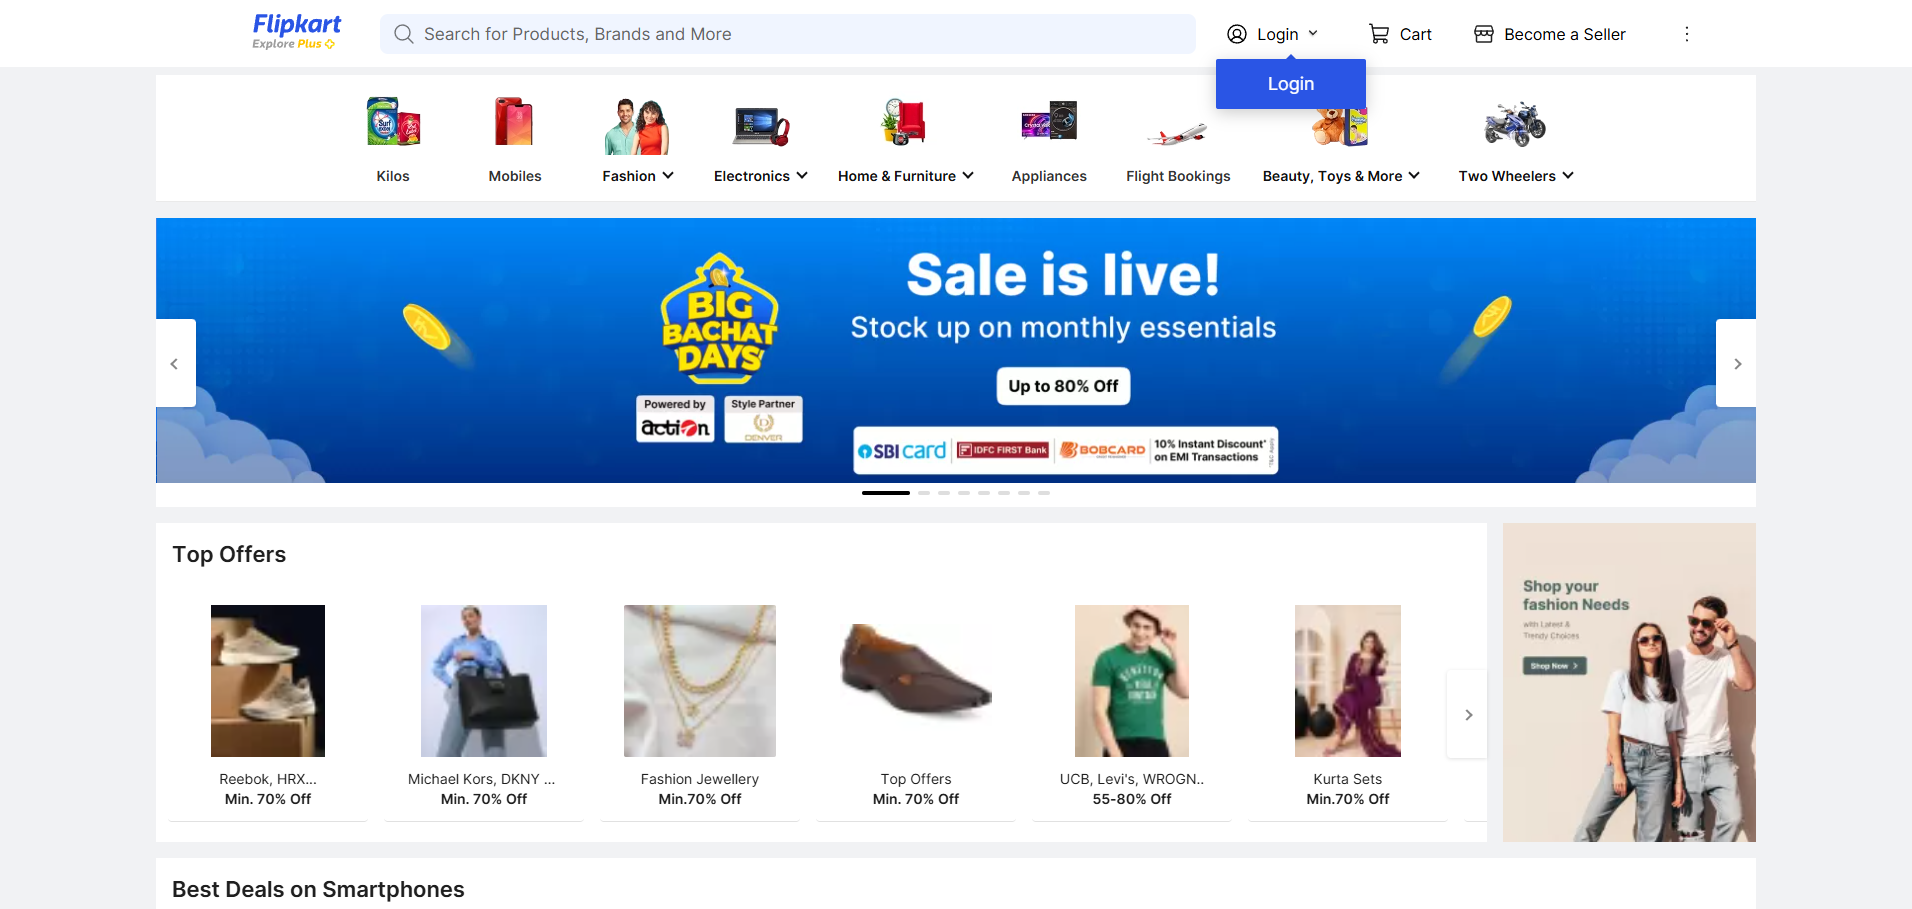 Flipkart
Explore Plus
Search for Products, Brands and More
Login
Cart
Become a Seller
Login
Kilos
Mobiles
Fashion
Electronics
Home & Furniture
Appliances
Flight Bookings
Beauty, Toys & More
Two Wheelers
BIG
BACHAT
DAYS
Powered by
action
Style Partner
DENVER
Sale is live!
Stock up on monthly essentials
Up to 80% Off
SBI card
IDFC FIRST Bank
BOBCARD
10% Instant Discount*
on EMI Transactions
*T&C Apply
Top Offers
Reebok, HRX...
Min. 70% Off
Michael Kors, DKNY ...
Min. 70% Off
Fashion Jewellery
Min.70% Off
Top Offers
Min. 70% Off
UCB, Levi's, WROGN..
55-80% Off
Kurta Sets
Min.70% Off
Shop your
fashion Needs
with Latest &
Trendy Choices
Shop Now
Best Deals on Smartphones